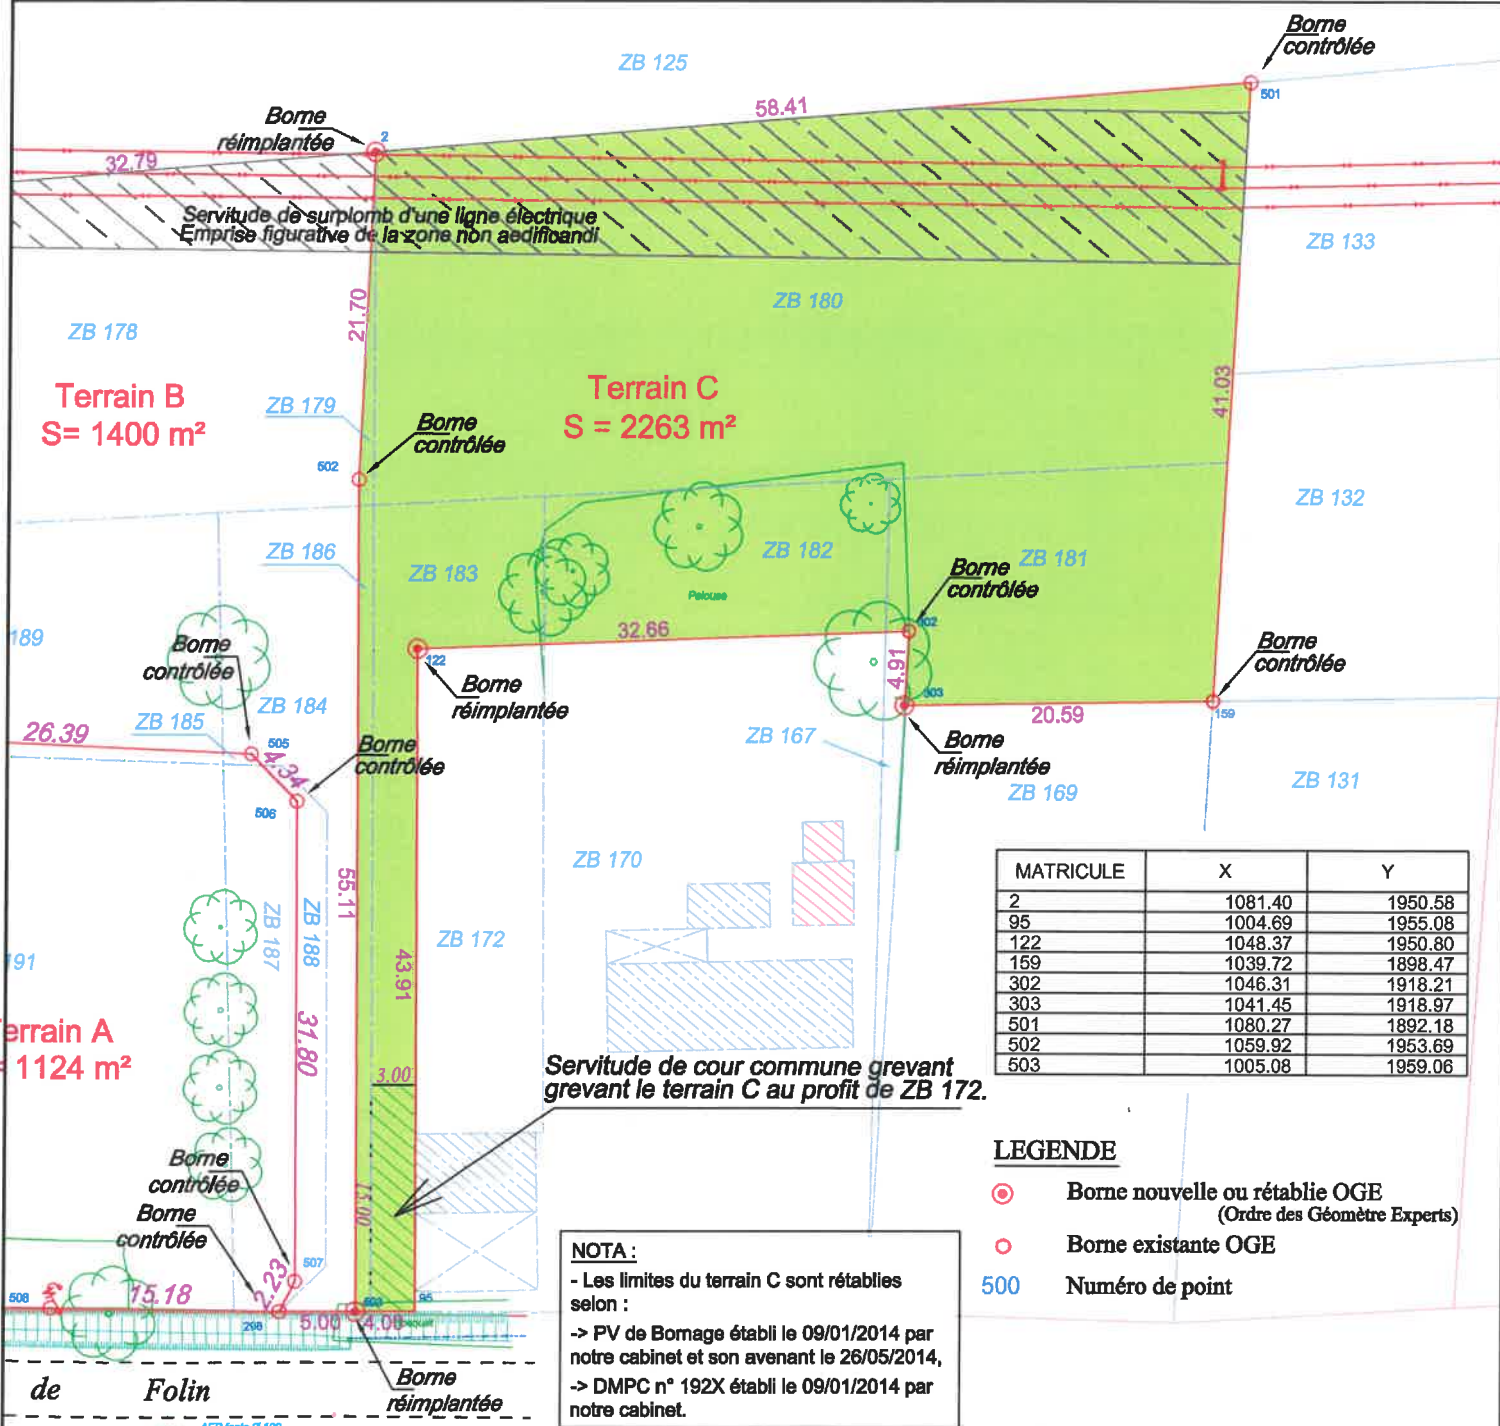 Borne
contrôlée
ZB 125
501
58.41
Borne
réimplantée
2
32.79
Servitude de surplomb d'une ligne électrique
Emprise figurative de la zone non aedificandi
ZB 133
ZB 180
21.70
ZB 178
Terrain B
S= 1400 m²
Terrain C
S = 2263 m²
41.03
ZB 179
Borne
contrôlée
502
ZB 132
ZB 186
ZB 183
ZB 182
ZB 181
Borne
contrôlée
Pelouse
302
32.66
189
Borne
contrôlée
122
4.91
Borne
contrôlée
Borne
réimplantée
303
ZB 184
ZB 185
20.59
159
26.39
505
4.34
Borne
contrôlée
ZB 167
Borne
réimplantée
ZB 169
ZB 131
506
ZB 170
55.11
ZB 187
ZB 188
ZB 172
43.91
191
MATRICULE X Y
2 1081.40 1950.58
95 1004.69 1955.08
122 1048.37 1950.80
159 1039.72 1898.47
302 1046.31 1918.21
303 1041.45 1918.97
501 1080.27 1892.18
502 1059.92 1953.69
503 1005.08 1959.06
errain A
1124 m²
31.80
3.00
Servitude de cour commune grevant
grevant le terrain C au profit de ZB 172.
15.00
Borne
contrôlée
Borne
contrôlée
LEGENDE
Borne nouvelle ou rétablie OGE
(Ordre des Géomètre Experts)
Borne existante OGE
500 Numéro de point
507
2.23
508
15.18
298
5.00
503
4.00
95
NOTA :
- Les limites du terrain C sont rétablies
selon :
-> PV de Bornage établi le 09/01/2014 par
notre cabinet et son avenant le 26/05/2014,
-> DMPC n° 192X établi le 09/01/2014 par
notre cabinet.
Borne
réimplantée
de Folin